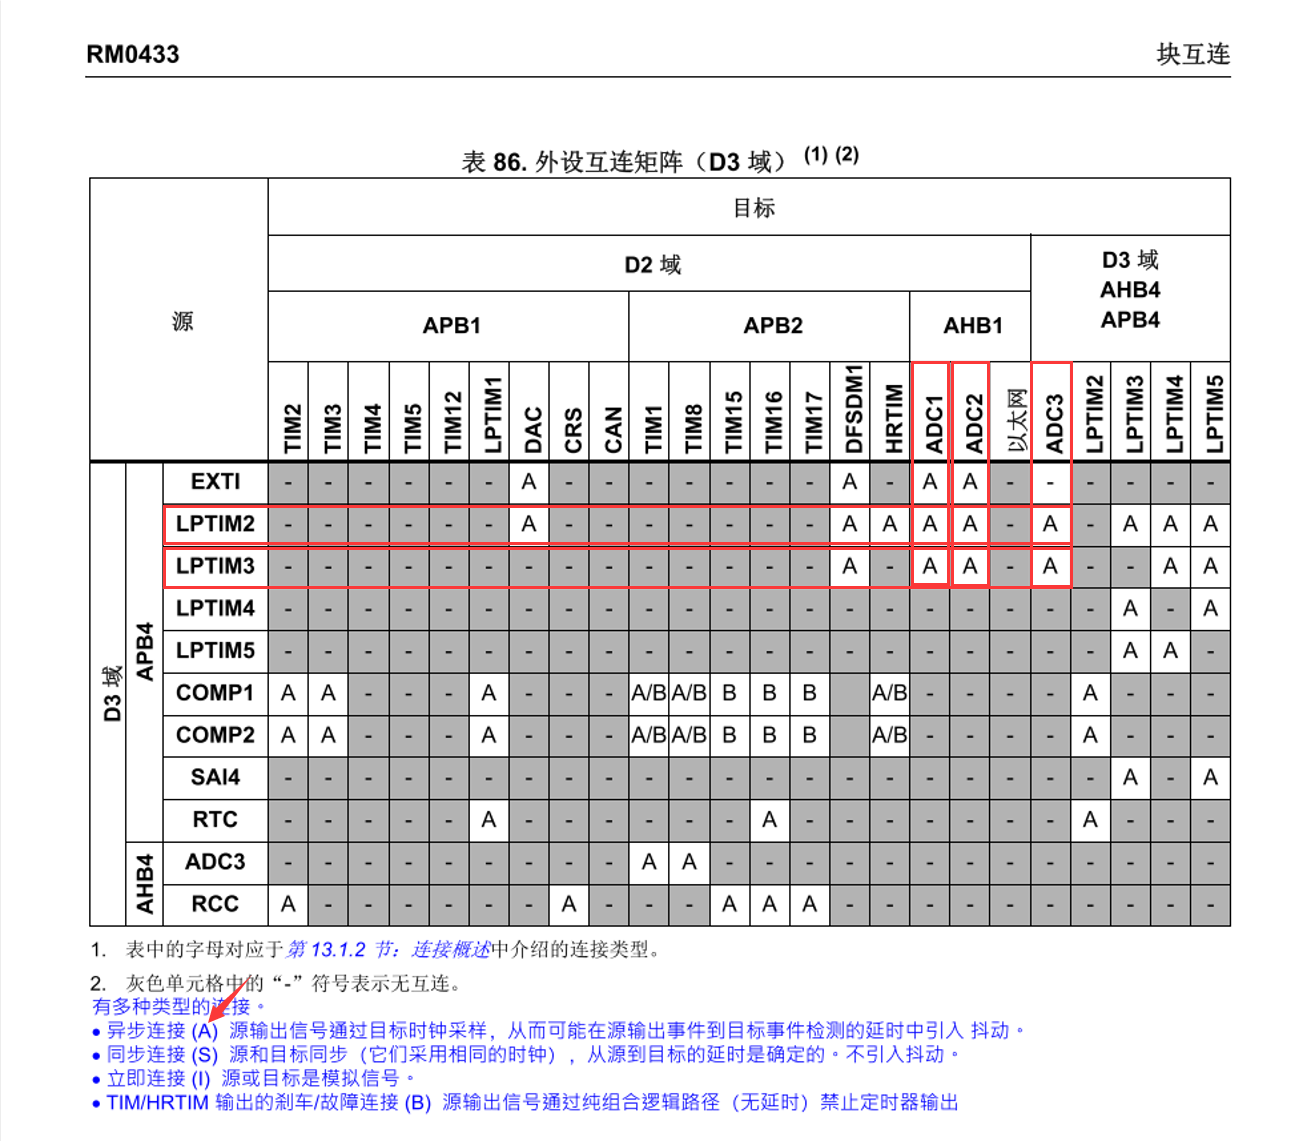 RM0433 块互连
表 86. 外设互连矩阵（D3 域） (1) (2)
源 目标
D2 域 D3 域 AHB4 APB4
APB1 APB2 AHB1
TIM2 TIM3 TIM4 TIM5 TIM12 LPTIM1 DAC CRS CAN TIM1 TIM8 TIM15 TIM16 TIM17 DFSDM1 HRTIM ADC1 ADC2 以太网 ADC3 LPTIM2 LPTIM3 LPTIM4 LPTIM5
D3 域
APB4
EXTI - - - - - - A - - - - - - - A - A A - - - - - -
LPTIM2 - - - - - - A - - - - - - - A A A A - A - A A A
LPTIM3 - - - - - - - - - - - - - - A - A A - A - - A A
LPTIM4 - - - - - - - - - - - - - - - - - - - - - A - A
LPTIM5 - - - - - - - - - - - - - - - - - - - - - A A -
COMP1 A A - - - A - - - A/B A/B B B B A/B - - - - A - - -
COMP2 A A - - - A - - - A/B A/B B B B A/B - - - - A - - -
SAI4 - - - - - - - - - - - - - - - - - - - - - A - A
RTC - - - - - A - - - - - - A - - - - - - - A - - -
AHB4
ADC3 - - - - - - - - - A A - - - - - - - - - - - - -
RCC A - - - - - - A - - - A A A - - - - - - - - - -
1. 表中的字母对应于第 13.1.2 节：连接概述中介绍的连接类型。
2. 灰色单元格中的“-”符号表示无互连。
有多种类型的连接。
• 异步连接 (A) 源输出信号通过目标时钟采样，从而可能在源输出事件到目标事件检测的延时中引入 抖动。
• 同步连接 (S) 源和目标同步（它们采用相同的时钟），从源到目标的延时是确定的。不引入抖动。
• 立即连接 (I) 源或目标是模拟信号。
• TIM/HRTIM 输出的刹车/故障连接 (B) 源输出信号通过纯组合逻辑路径（无延时）禁止定时器输出